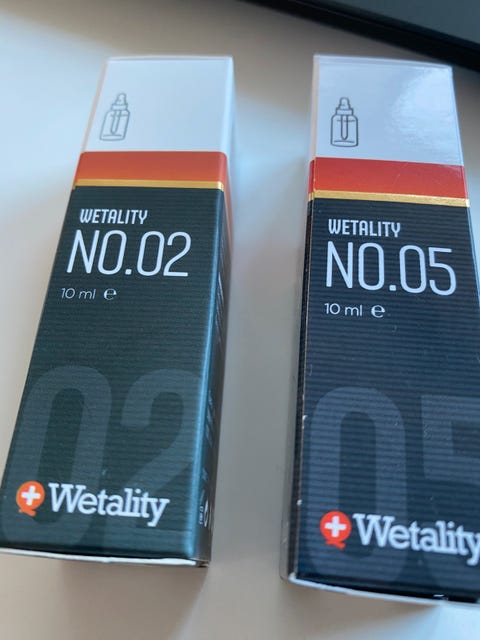 WETALITY
NO.02
10 ml ℮
02
Wetality
WETALITY
NO.05
10 ml ℮
05
Wetality